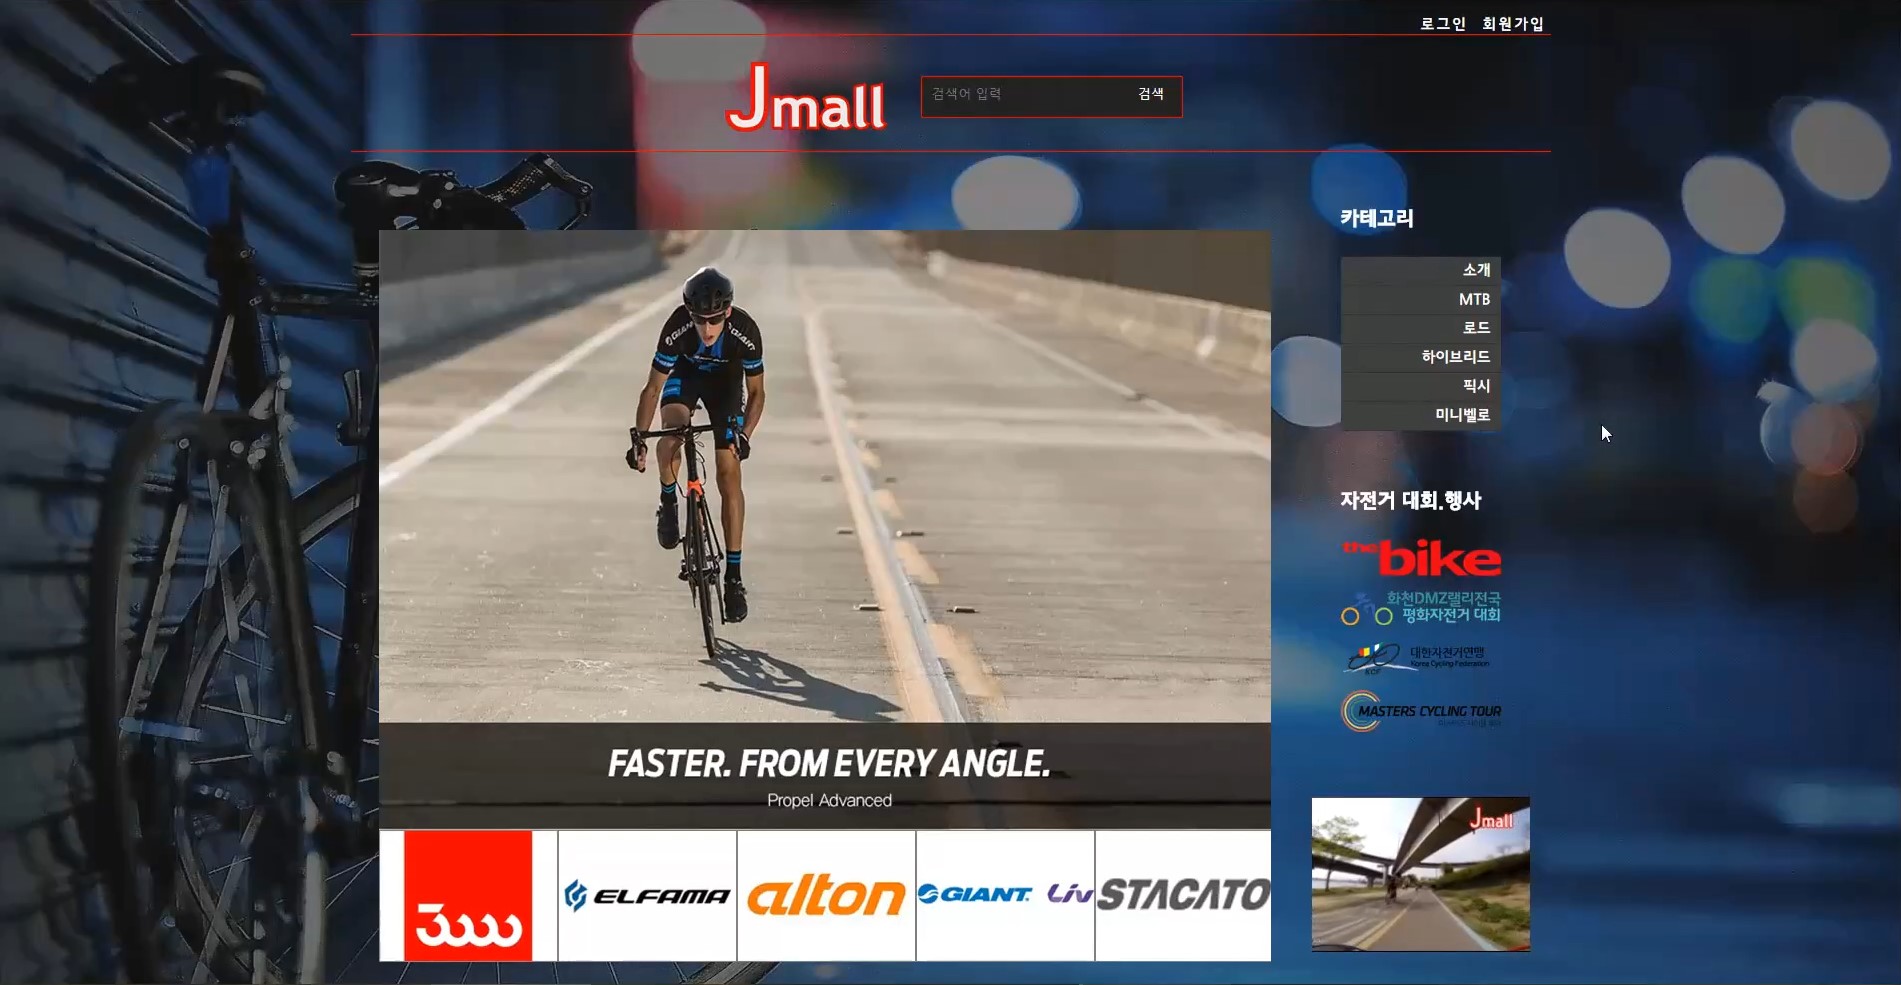 로그인 회원가입
Jmall
검색어 입력 검색
카테고리
소개
MTB
로드
하이브리드
픽시
미니벨로
GIANT GIANT
자전거 대회.행사
the bike
화천DMZ랠리전국
평화자전거 대회
대한자전거연맹
Korea Cycling Federation
KCF
MASTERS CYCLING TOUR
FASTER. FROM EVERY ANGLE.
Propel Advanced
Jmall
3www
ELFAMA
alton
GIANT Liv
STACATO